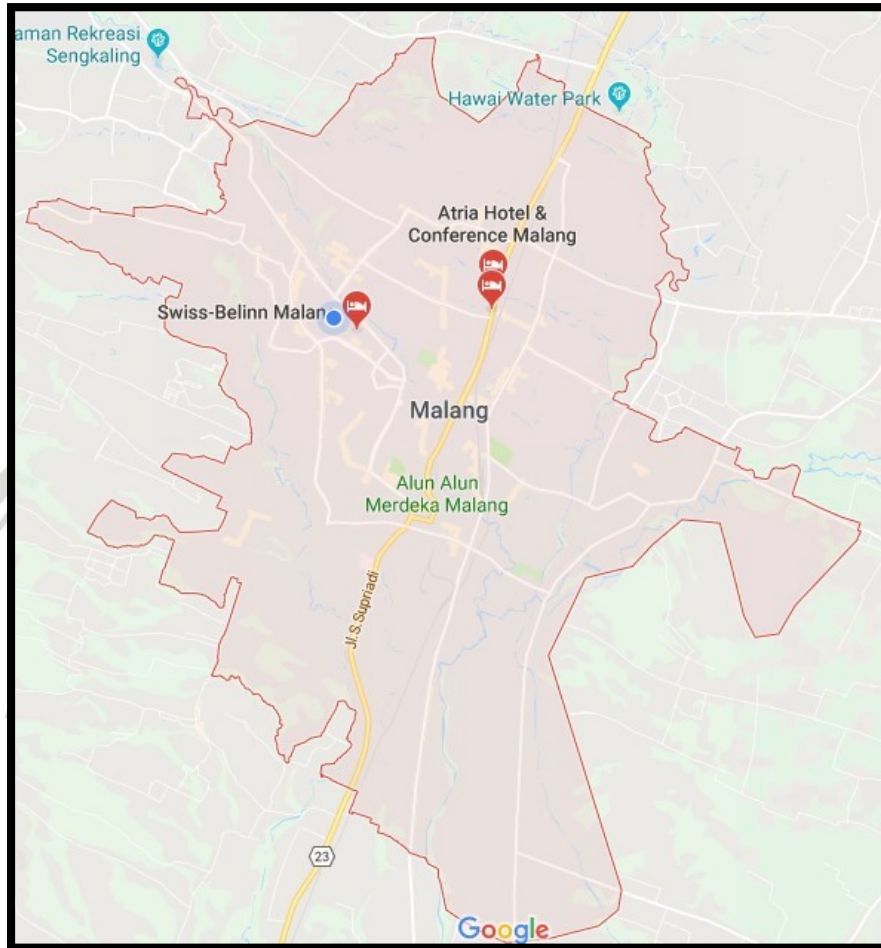 aman Rekreasi
Sengkaling
Hawai Water Park
Atria Hotel &
Conference Malang
Swiss-Belinn Malan
Malang
Alun Alun
Merdeka Malang
Jl.S.Supriadi
23
Google